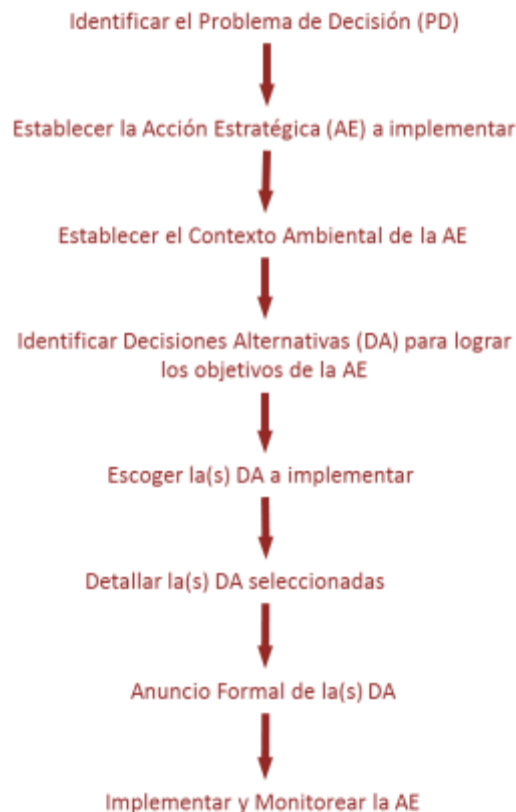 Identificar el Problema de Decisión (PD)
Establecer la Acción Estratégica (AE) a implementar
Establecer el Contexto Ambiental de la AE
Identificar Decisiones Alternativas (DA) para lograr
los objetivos de la AE
Escoger la(s) DA a implementar
Detallar la(s) DA seleccionadas
Anuncio Formal de la(s) DA
Implementar y Monitorear la AE